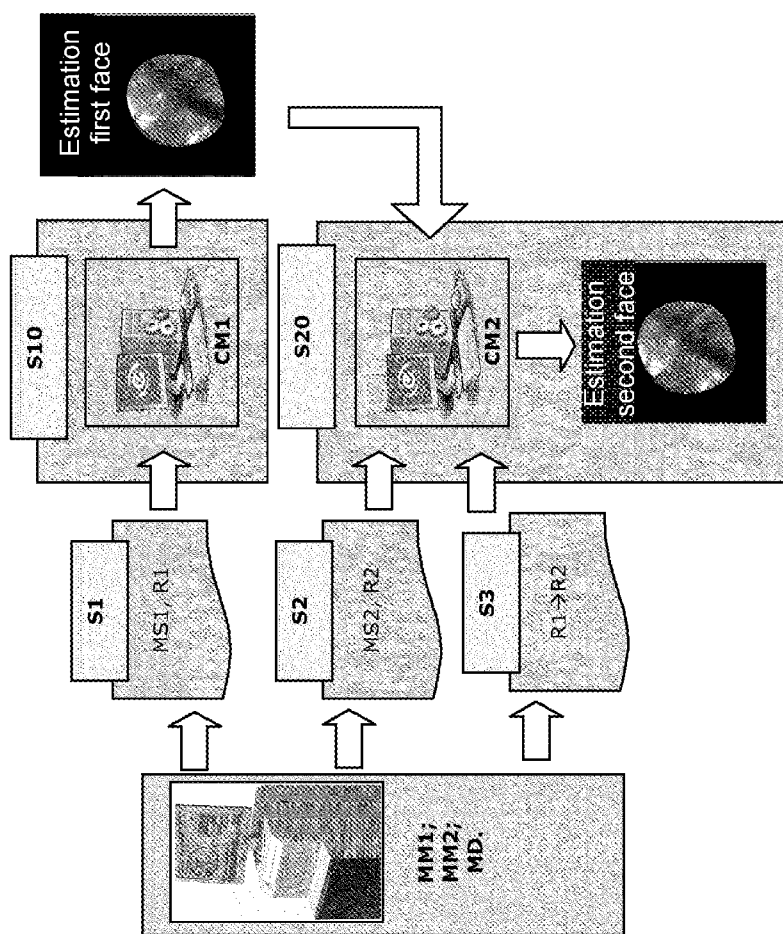 MM1;
MM2;
MD.
S1
MS1, R1
S2
MS2, R2
S3
R1→R2
S10
CM1
Estimation
first face
S20
CM2
Estimation
second face